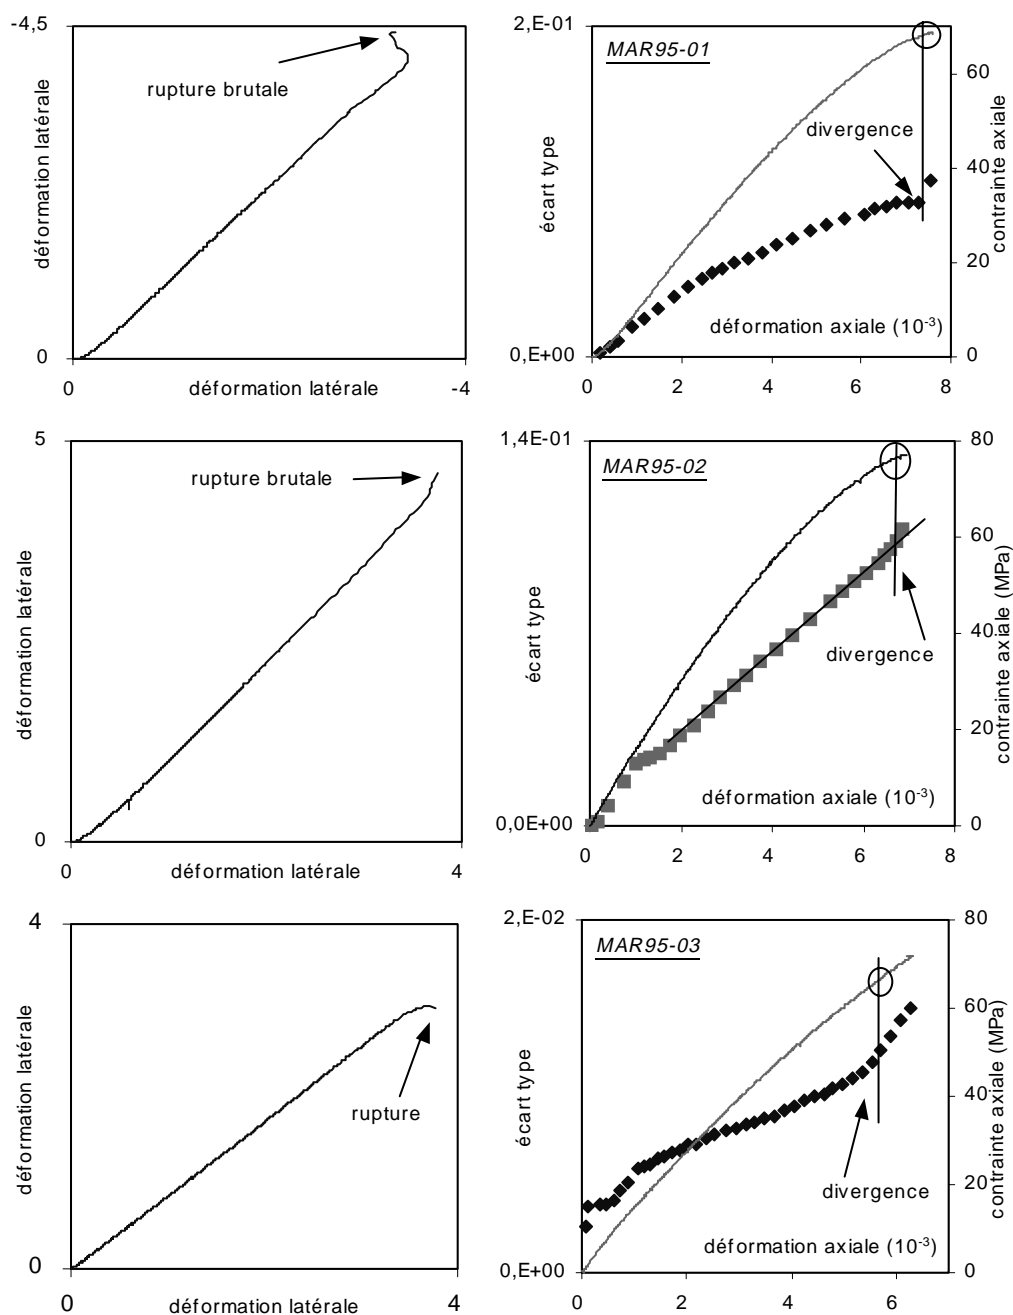 -4,5
déformation latérale
rupture brutale
0
0
déformation latérale
-4
2,E-01
MAR95-01
écart type
divergence
contrainte axiale
60
40
20
0
déformation axiale (10-3)
0,E+00
0
2
4
6
8
5
déformation latérale
rupture brutale
0
0
déformation latérale
4
1,4E-01
MAR95-02
écart type
divergence
contrainte axiale (MPa)
80
60
40
20
0
déformation axiale (10-3)
0,0E+00
0
2
4
6
8
4
déformation latérale
rupture
0
0
déformation latérale
4
2,E-02
MAR95-03
écart type
divergence
contrainte axiale (MPa)
80
60
40
20
0
déformation axiale (10-3)
0,E+00
0
2
4
6